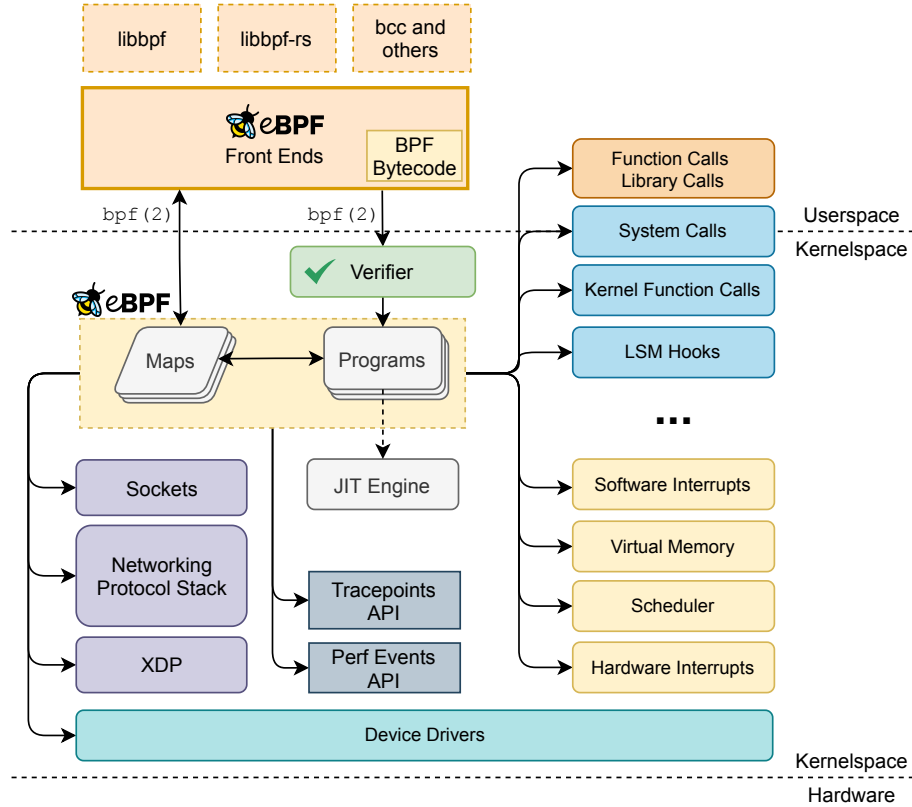 libbpf
libbpf-rs
bcc and
others
eBPF
Front Ends
BPF
Bytecode
bpf(2)
bpf(2)
Function Calls
Library Calls
Userspace
System Calls
Kernelspace
Verifier
Kernel Function Calls
eBPF
Maps
Programs
LSM Hooks
...
Sockets
JIT Engine
Software Interrupts
Networking
Protocol Stack
Virtual Memory
Tracepoints
API
Scheduler
XDP
Perf Events
API
Hardware Interrupts
Device Drivers
Kernelspace
Hardware